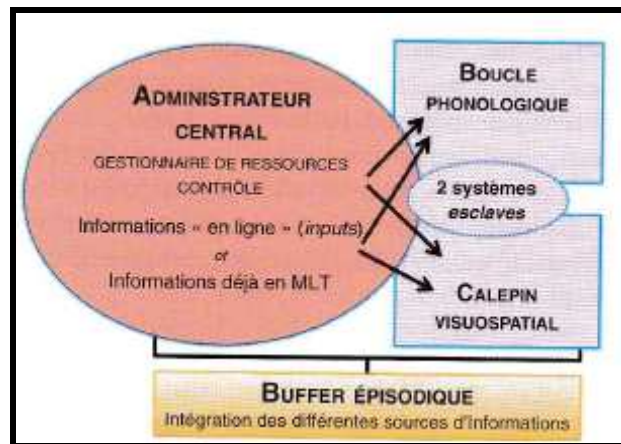 ADMINISTRATEUR
CENTRAL
GESTIONNAIRE DE RESSOURCES
CONTRÔLE
Informations « en ligne » (inputs)
or
Informations déjà en MLT
BOUCLE
PHONOLOGIQUE
2 systèmes
esclaves
CALEPIN
VISUOSPATIAL
BUFFER ÉPISODIQUE
Intégration des différentes sources d'Informations